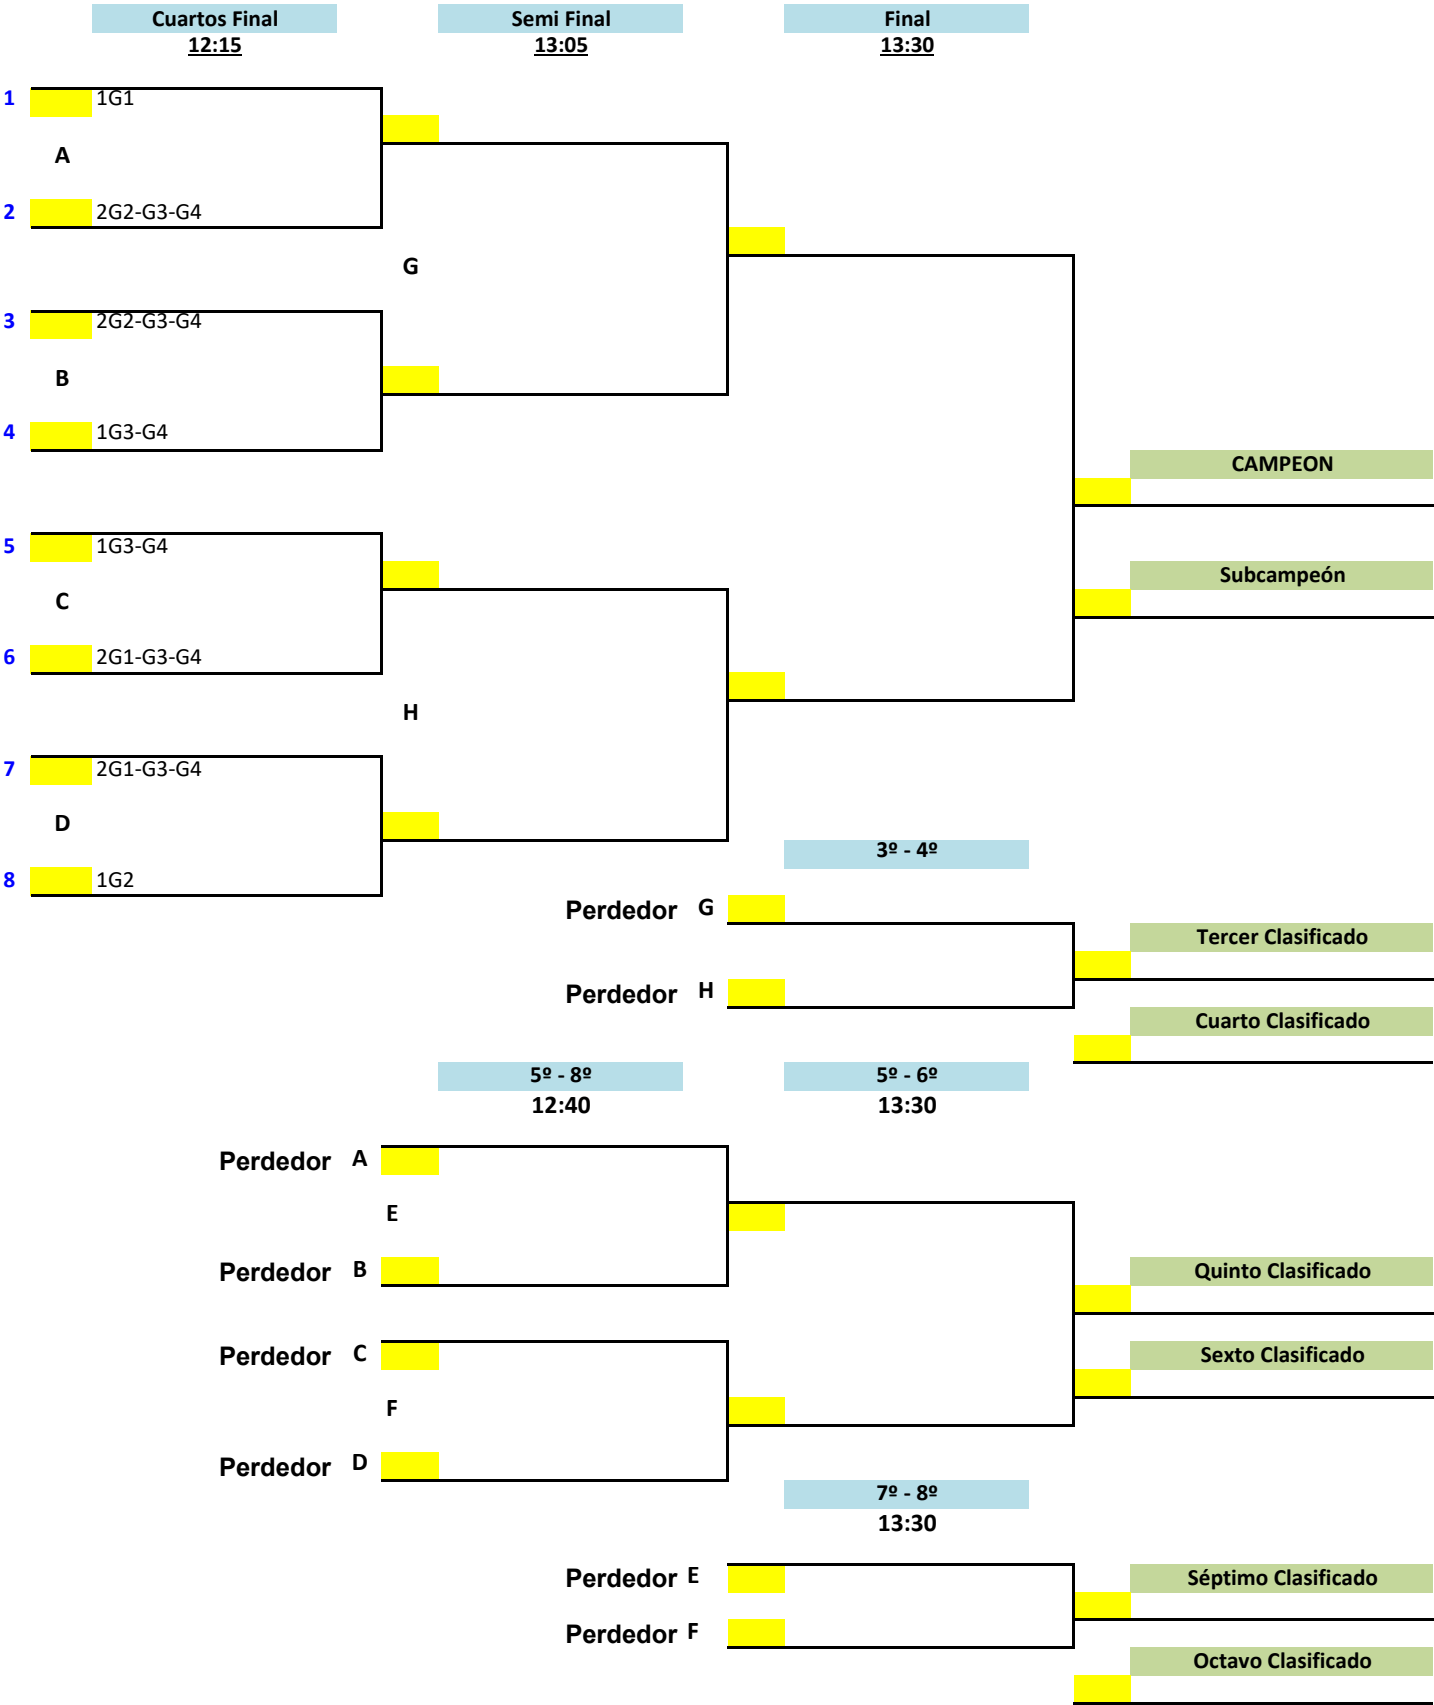 Cuartos Final Semi Final Final
12:15 13:05 13:30
1 1G1
A
2 2G2-G3-G4
G
3 2G2-G3-G4
B
4 1G3-G4
CAMPEON
5 1G3-G4
Subcampeón
C
6 2G1-G3-G4
H
7 2G1-G3-G4
D
3º - 4º
8 1G2
Perdedor G
Tercer Clasificado
Perdedor H
Cuarto Clasificado
5º - 8º 5º - 6º
12:40 13:30
Perdedor A
E
Perdedor B
Quinto Clasificado
Perdedor C
Sexto Clasificado
F
Perdedor D
7º - 8º
13:30
Perdedor E
Séptimo Clasificado
Perdedor F
Octavo Clasificado